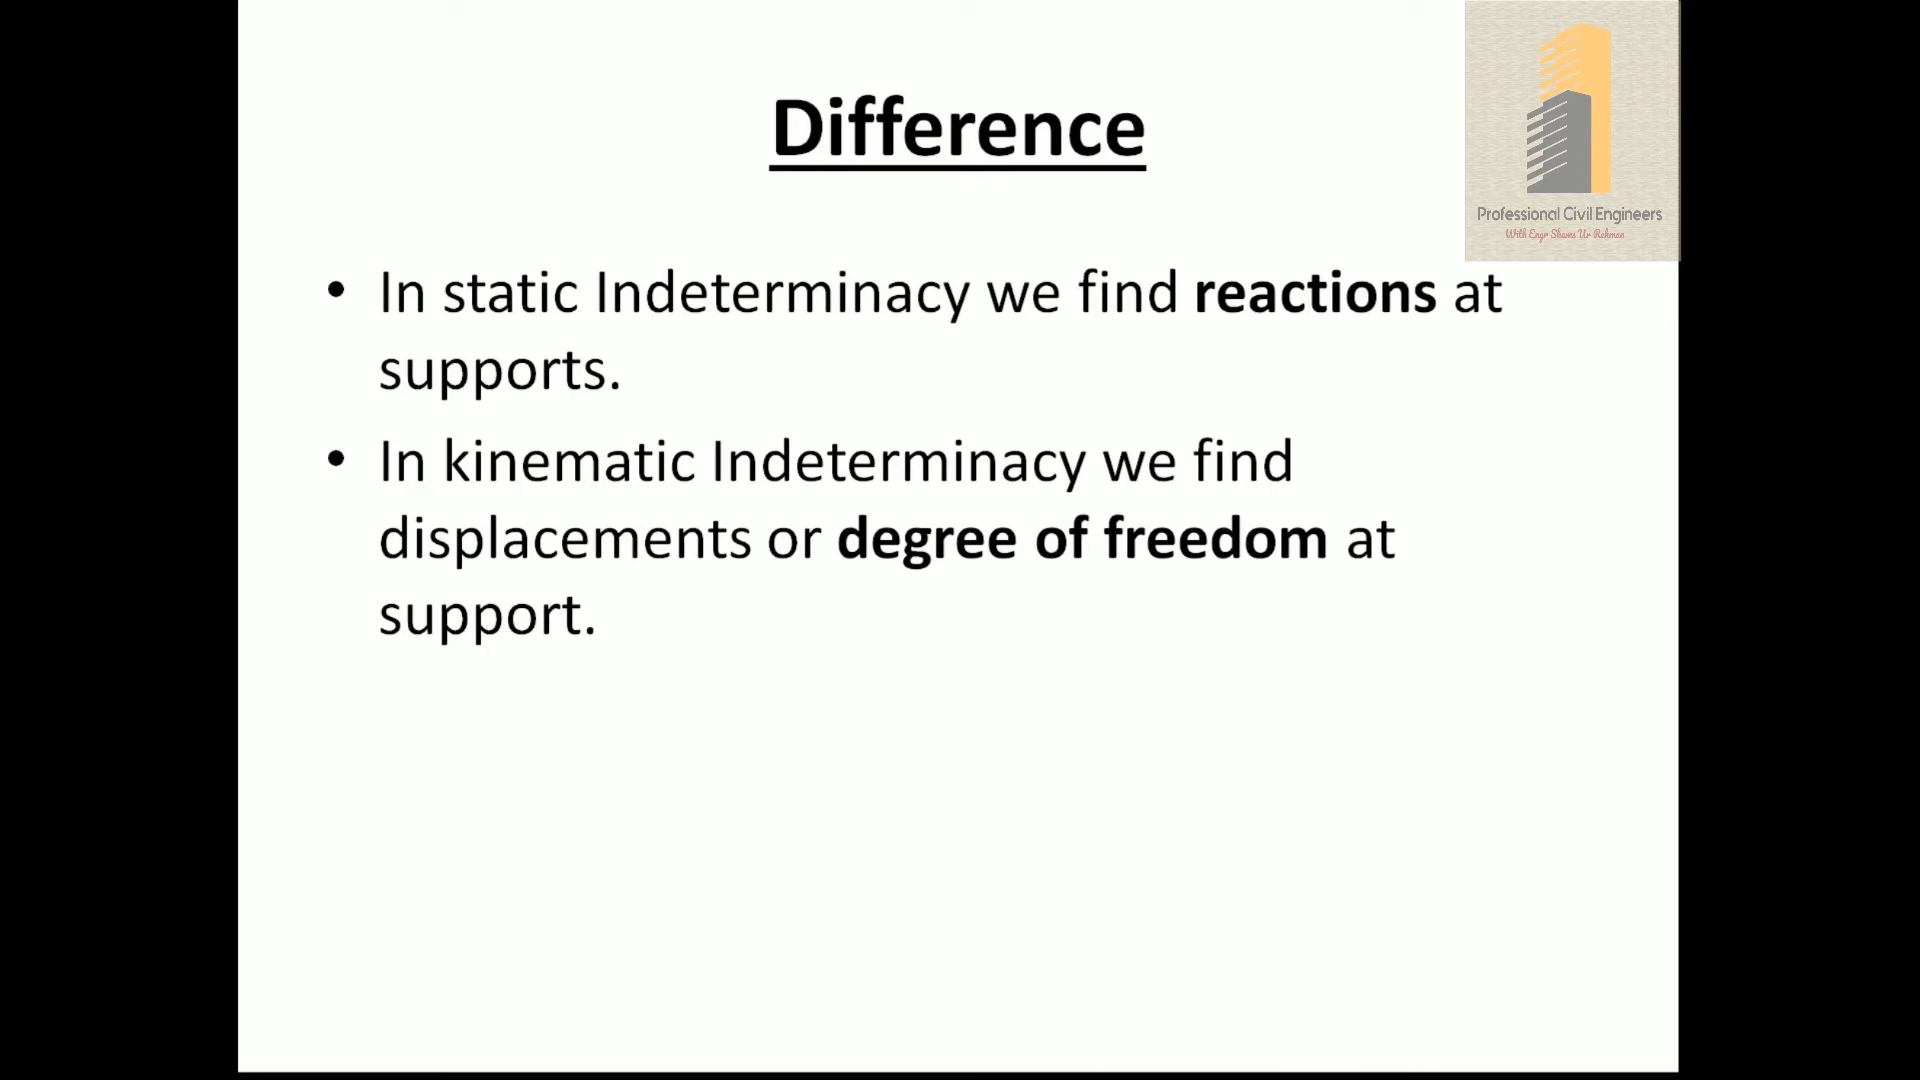 Difference
Professional Civil Engineers
With Engr Shams Ur Rahman
• In static Indeterminacy we find reactions at
supports.
• In kinematic Indeterminacy we find
displacements or degree of freedom at
support.